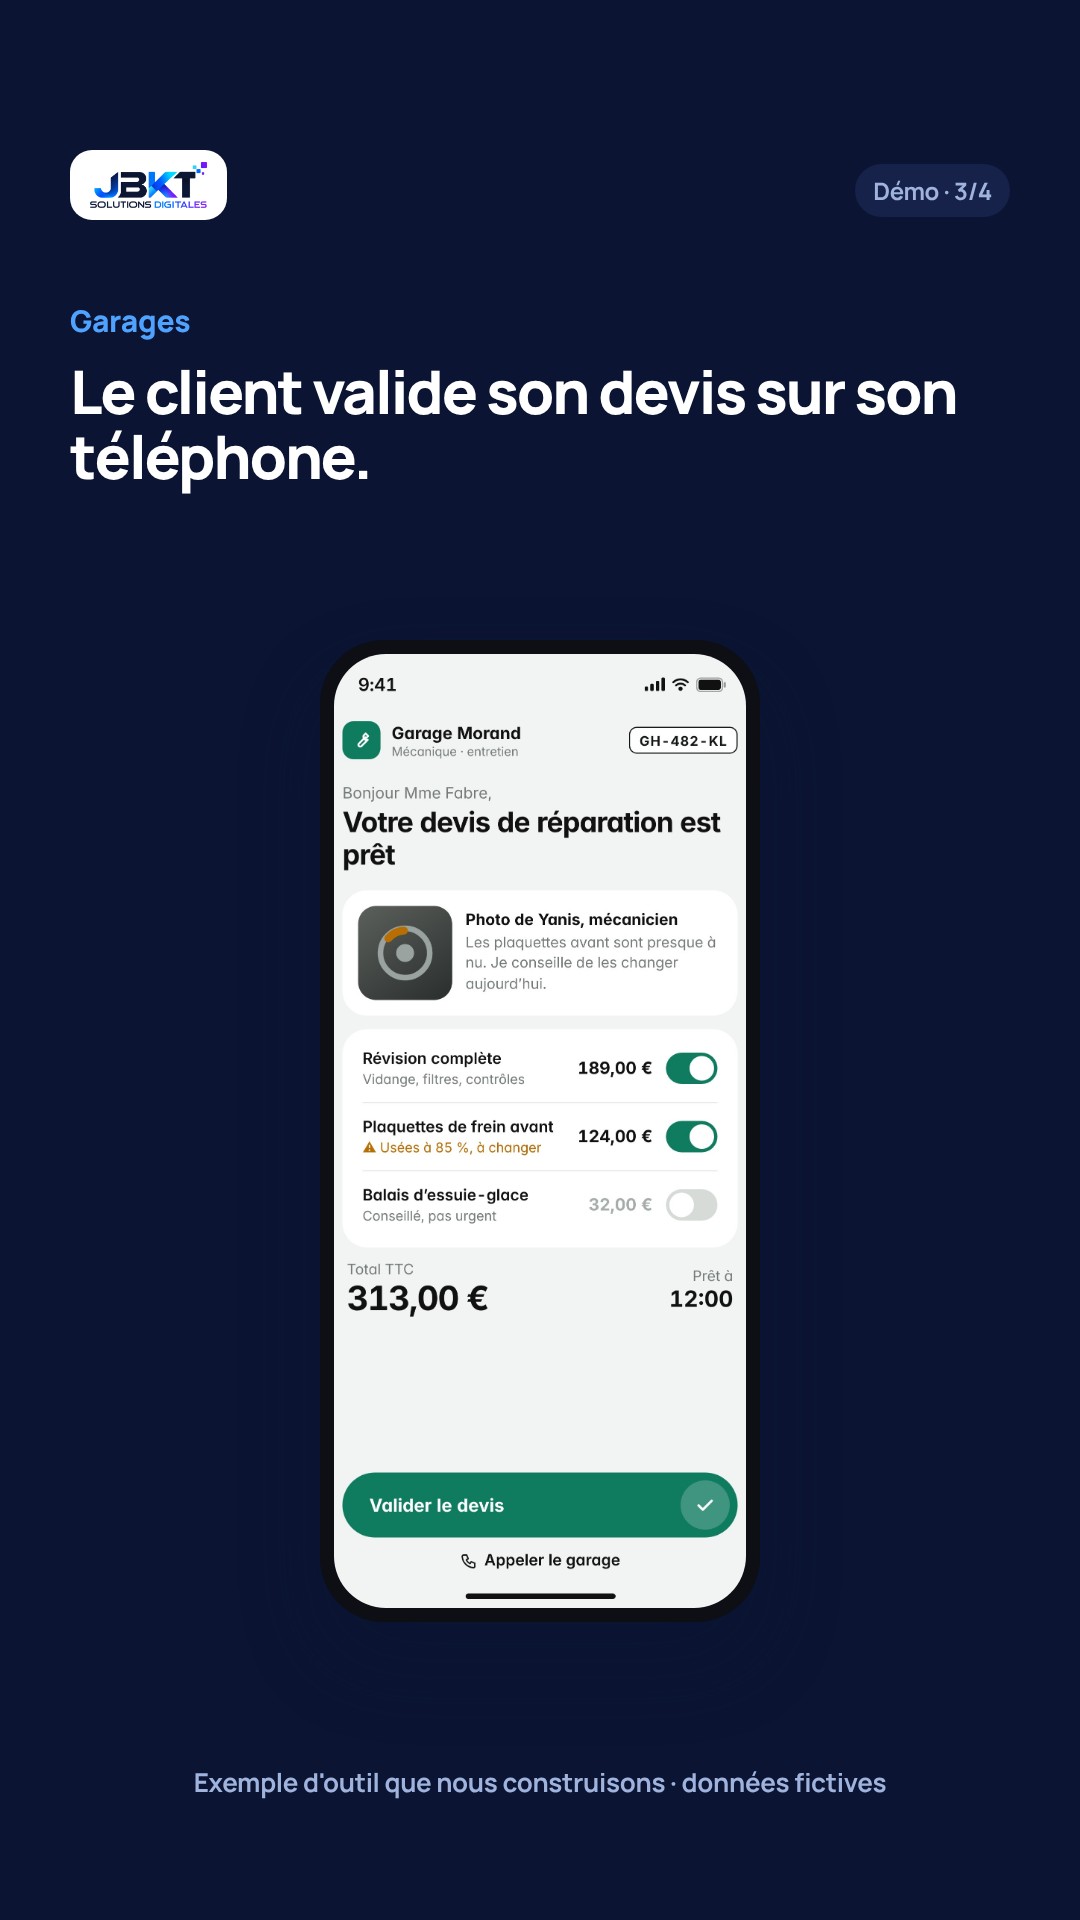 JBKT
SOLUTIONS DIGITALES
Démo · 3/4
Garages
Le client valide son devis sur son
téléphone.
9:41
Garage Morand
Mécanique · entretien
GH-482-KL
Bonjour Mme Fabre,
Votre devis de réparation est
prêt
Photo de Yanis, mécanicien
Les plaquettes avant sont presque à
nu. Je conseille de les changer
aujourd'hui.
Révision complète
Vidange, filtres, contrôles
189,00 €
Plaquettes de frein avant
Usées à 85 %, à changer
124,00 €
Balais d'essuie-glace
Conseillé, pas urgent
32,00 €
Total TTC
313,00 €
Prêt à
12:00
Valider le devis
Appeler le garage
Exemple d'outil que nous construisons · données fictives